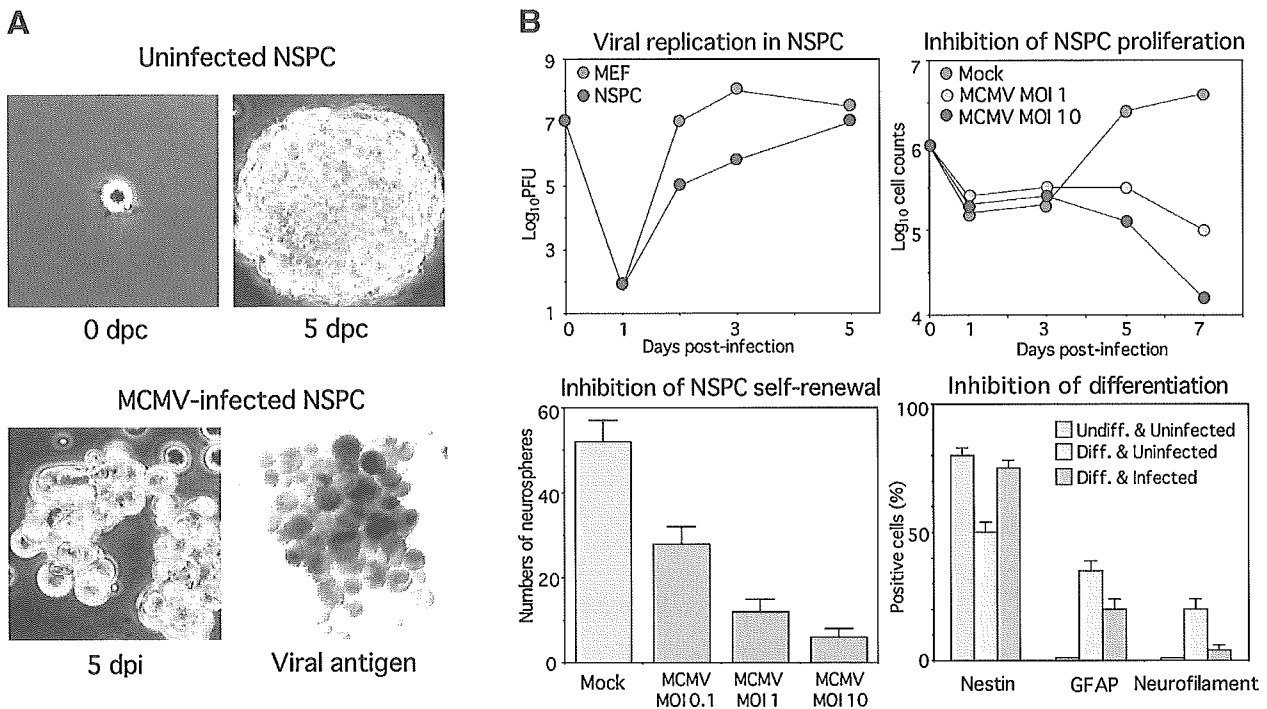 A
Uninfected NSPC
0 dpc
5 dpc
MCMV-infected NSPC
5 dpi
Viral antigen
B
Viral replication in NSPC
9
7
5
3
1
Log10PFU
MEF
NSPC
0 1 3 5
Days post-infection
Inhibition of NSPC proliferation
7
6
5
4
Log10 cell counts
Mock
MCMV MOI 1
MCMV MOI 10
0 1 3 5 7
Days post-infection
Inhibition of NSPC self-renewal
60
40
20
0
Numbers of neurospheres
Mock
MCMV MOI 0.1
MCMV MOI 1
MCMV MOI 10
Inhibition of differentiation
100
50
0
Positive cells (%)
Undiff. & Uninfected
Diff. & Uninfected
Diff. & Infected
Nestin
GFAP
Neurofilament